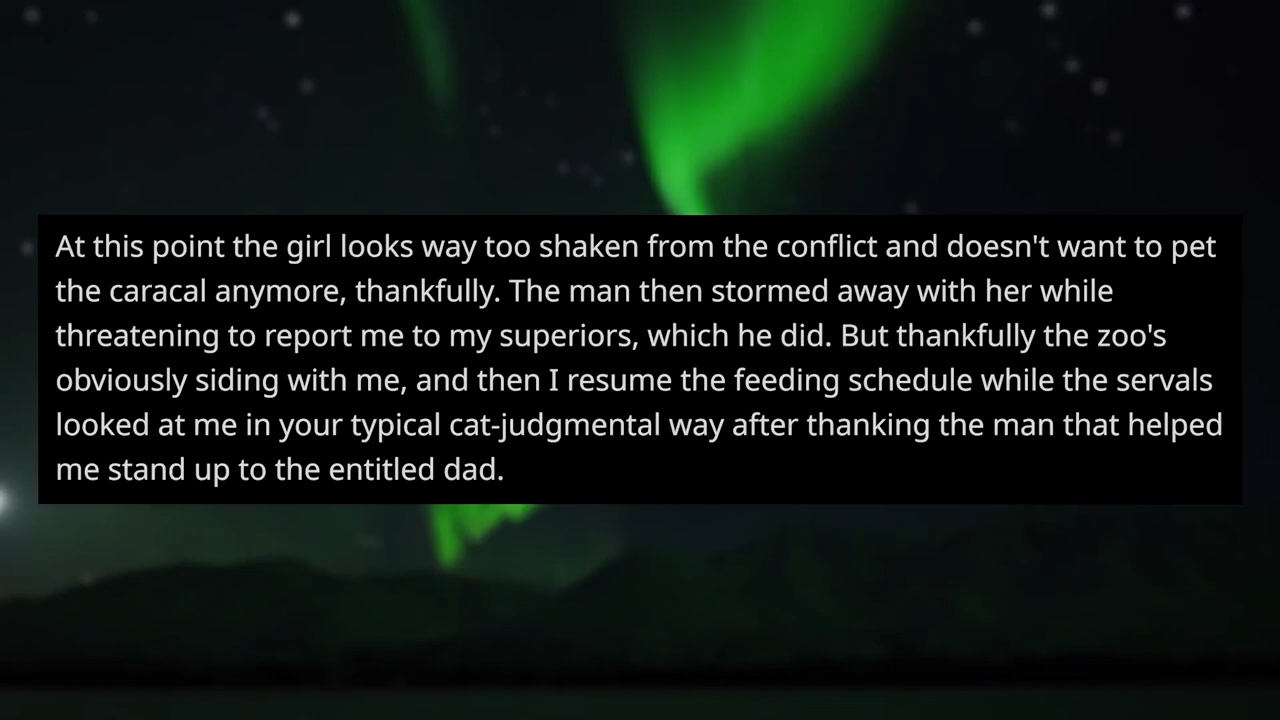 At this point the girl looks way too shaken from the conflict and doesn't want to pet
the caracal anymore, thankfully. The man then stormed away with her while
threatening to report me to my superiors, which he did. But thankfully the zoo's
obviously siding with me, and then I resume the feeding schedule while the servals
looked at me in your typical cat-judgmental way after thanking the man that helped
me stand up to the entitled dad.